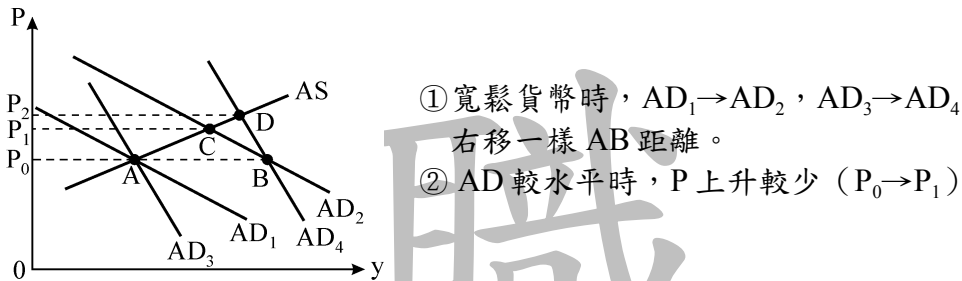 P
AS
P₂
D
P₁
C
P₀
A
B
AD₂
AD₁
AD₄
AD₃
0
y
①寬鬆貨幣時，AD₁→AD₂，AD₃→AD₄
右移一樣 AB 距離。
② AD 較水平時，P 上升較少（P₀→P₁）
職